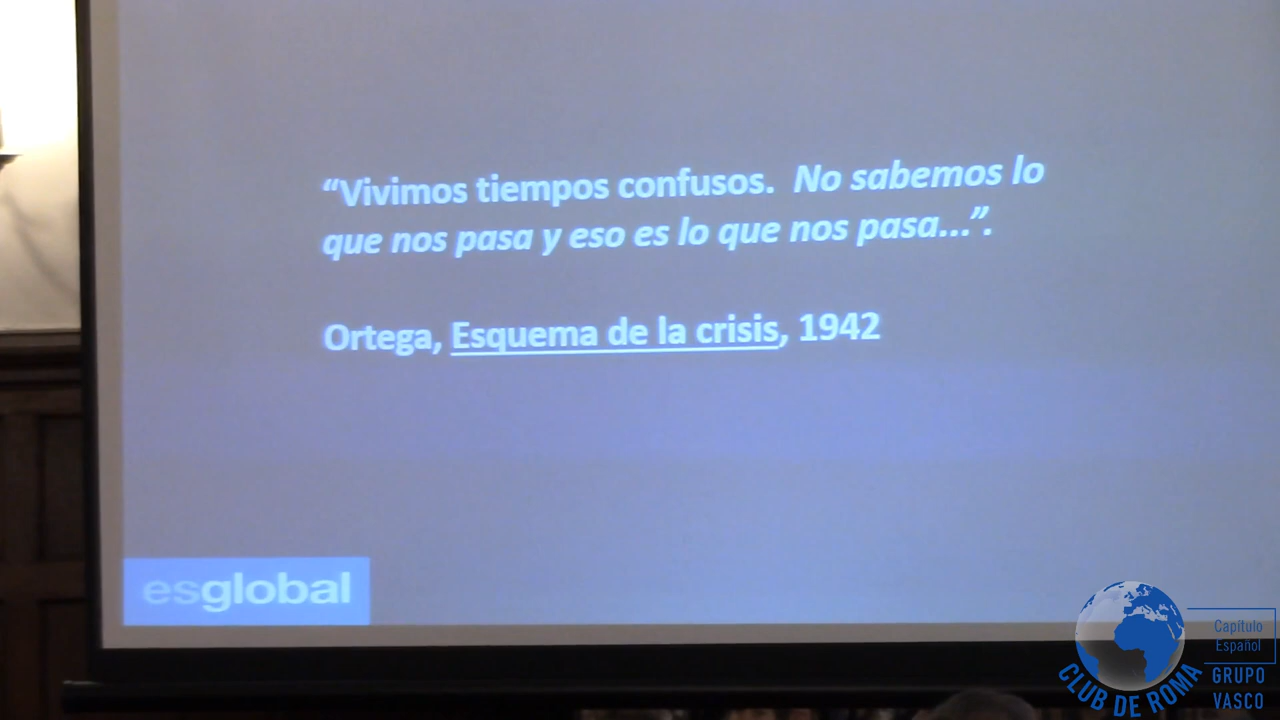 “Vivimos tiempos confusos. No sabemos lo
que nos pasa y eso es lo que nos pasa...”.
Ortega, Esquema de la crisis, 1942
esglobal
CLUB DE ROMA
Capítulo
Español
GRUPO
VASCO